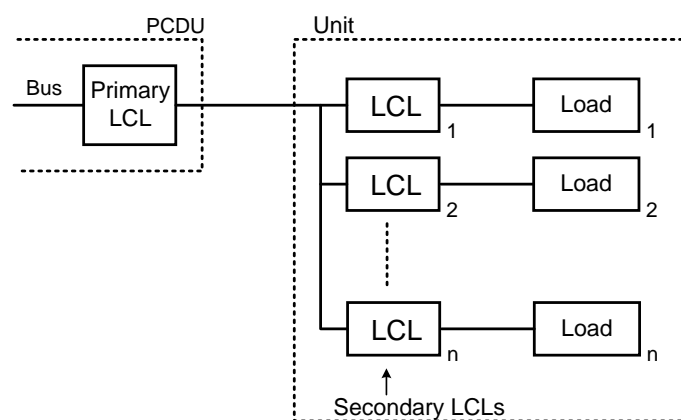 PCDU
Unit
Bus
Primary
LCL
LCL
1
Load
1
LCL
2
Load
2
LCL
n
Load
n
Secondary LCLs